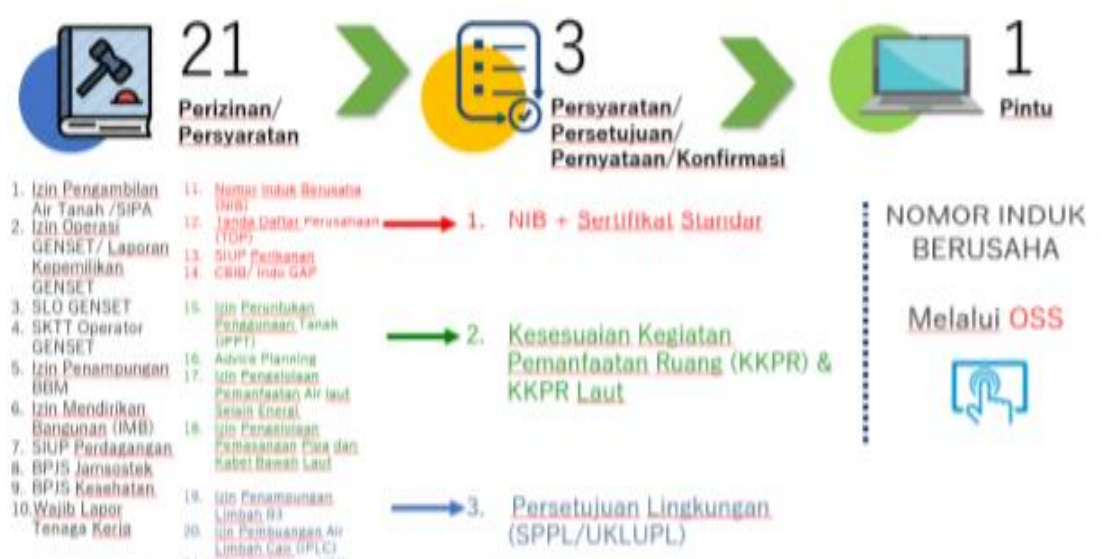 21
Perizinan/
Persyaratan
3
Persyaratan/
Persetujuan/
Pernyataan/Konfirmasi
1
Pintu
1. Izin Pengambilan
Air Tanah /SIPA
2. Izin Operasi
GENSET/ Laporan
Kepemilikan
GENSET
3. SLO GENSET
4. SKTT Operator
GENSET
5. Izin Penampungan
BBM
6. Izin Mendirikan
Bangunan (IMB)
7. SIUP Perdagangan
8. BPJS Jamsostek
9. BPJS Kesehatan
10. Wajib Lapor
Tenaga Kerja
11. Nomor Induk Berusaha
(NIB)
12. Tanda Daftar Perusahaan
(TDP)
13. SIUP Perikanan
14. CBIB/ Indo GAP
15. Izin Peruntukan
Penggunaan Tanah
(IPPT)
16. Advice Planning
17. Izin Pengelolaan
Pemanfaatan Air laut
Selain Energi
18. Izin Pengelolaan
Pemasangan Pipa dan
Kabel Bawah Laut
19. Izin Penampungan
Limbah B3
20. Izin Pembuangan Air
Limbah Cair (IPLC)
1. NIB + Sertifikat Standar
2. Kesesuaian Kegiatan
Pemanfaatan Ruang (KKPR) &
KKPR Laut
3. Persetujuan Lingkungan
(SPPL/UKLUPL)
NOMOR INDUK
BERUSAHA
Melalui OSS